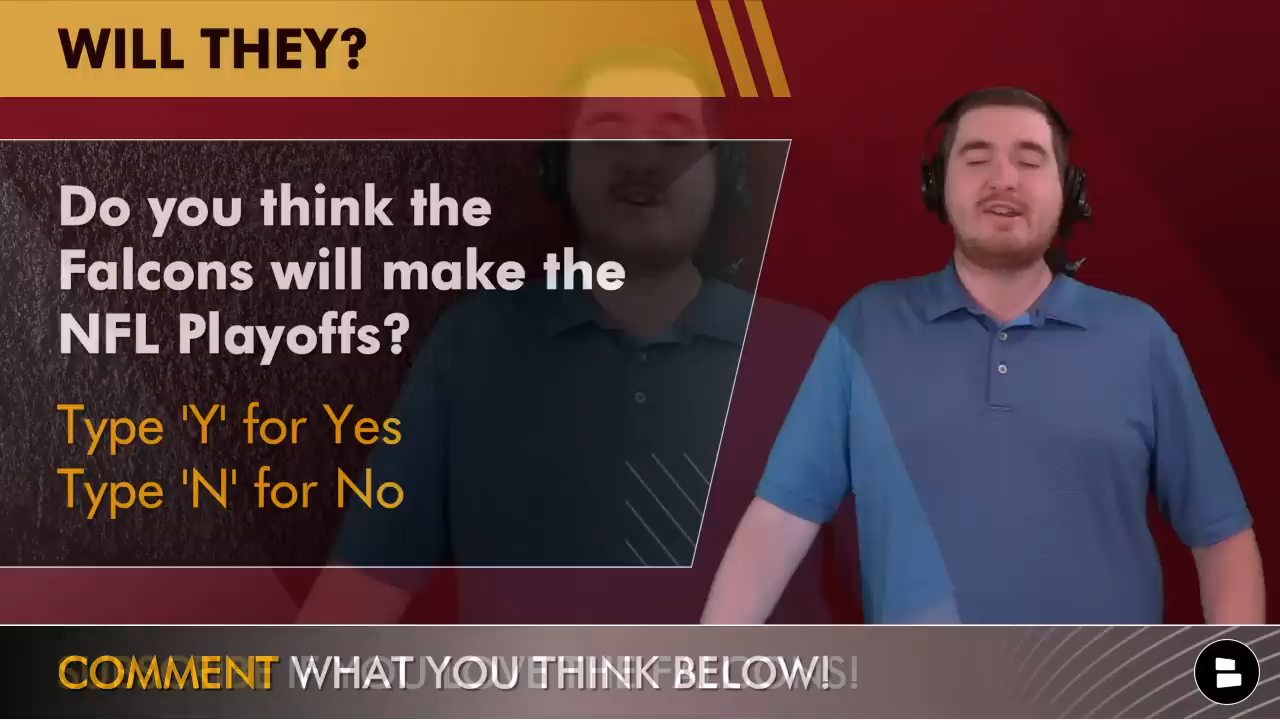 WILL THEY?
Do you think the
Falcons will make the
NFL Playoffs?
Type 'Y' for Yes
Type 'N' for No
COMMENT WHAT YOU THINK BELOW!